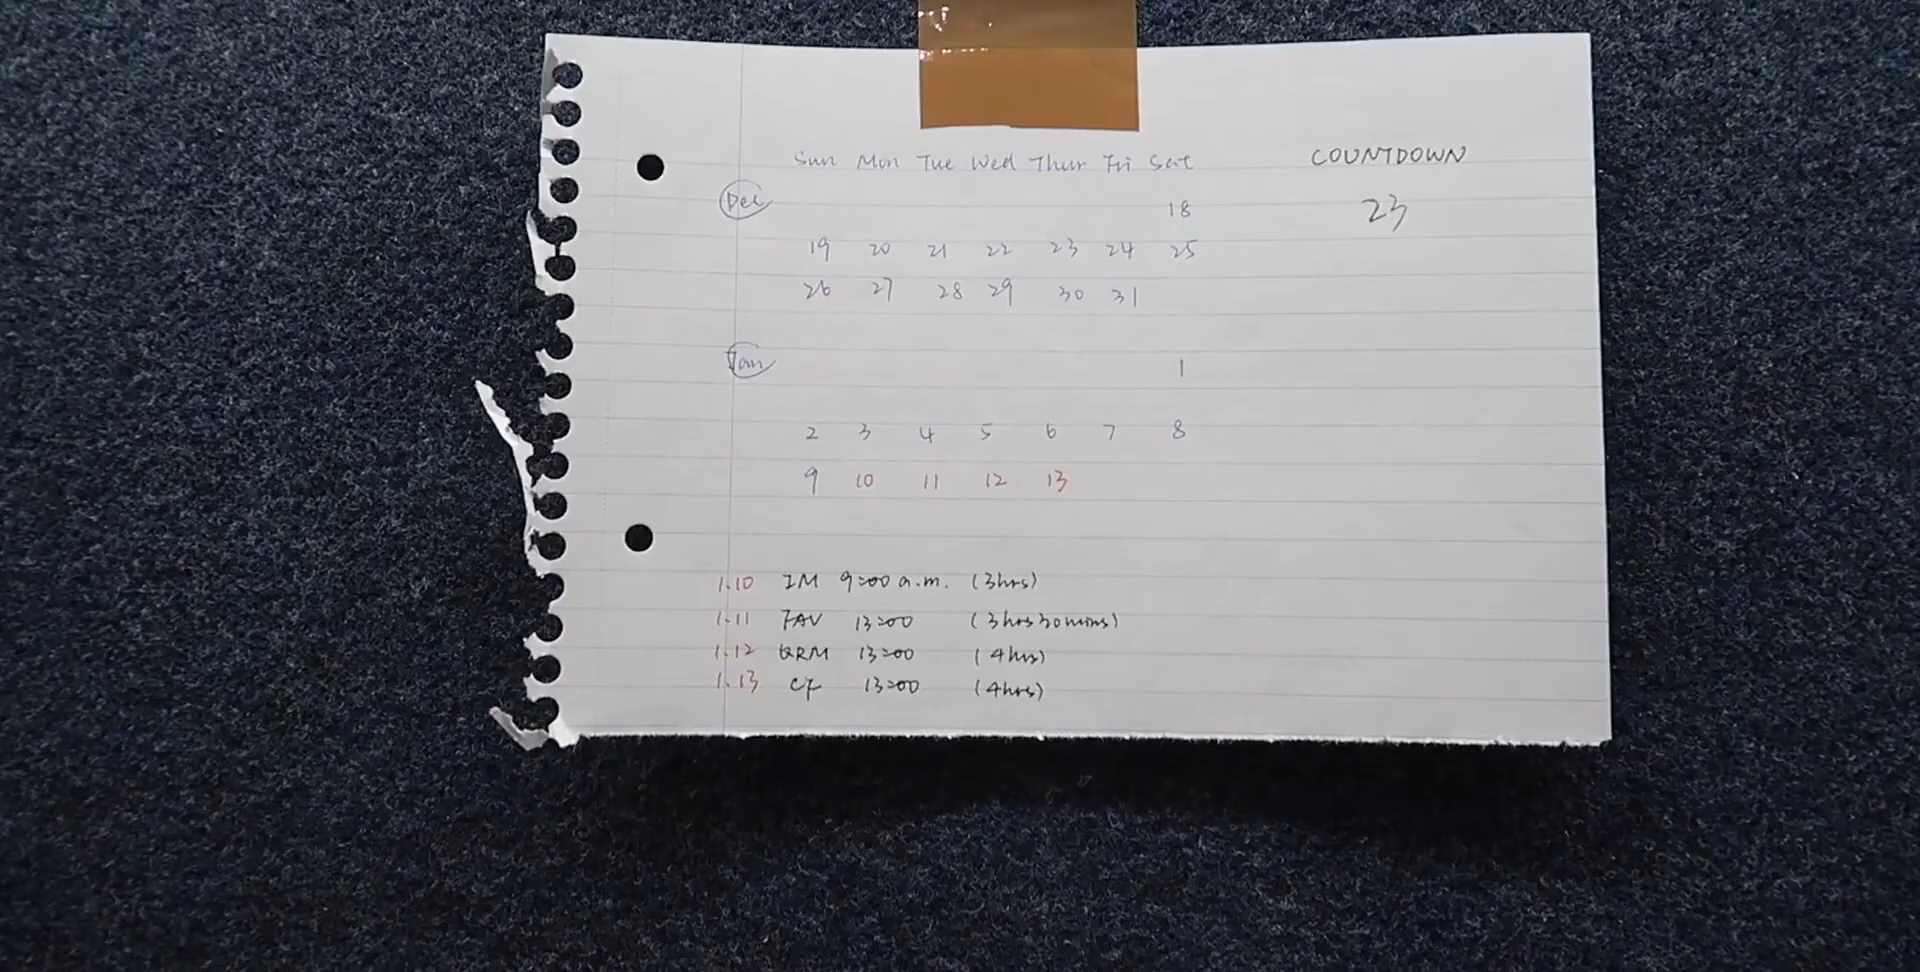 Sun Mon Tue Wed Thur Fri Sat
COUNTDOWN
Dec 18
23
19 20 21 22 23 24 25
26 27 28 29 30 31
Jan 1
2 3 4 5 6 7 8
9 10 11 12 13
1.10 IM 9:00 a.m. (3hrs)
1.11 FAV 13:00 (3hrs30mins)
1.12 QRM 13:00 (4hrs)
1.13 CF 13:00 (4hrs)